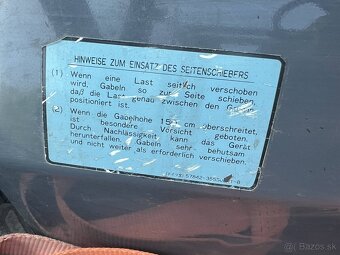 HINWEISE ZUM EINSATZ DES SEITENSCHIEBERS
(1) Wenn eine Last seitlich verschoben
wird, Gabeln so zur Seite schieben,
daß die Last genau zwischen den Gabeln
positioniert ist.
(2) Wenn die Gabelhöhe 15 cm überschreitet,
ist besondere Vorsicht geboten.
Durch Nachlässigkeit kann das Gerät
herunterfallen. Gabeln sehr behutsam
und nicht weiter als erforderlich verschieben.
Bazos.sk